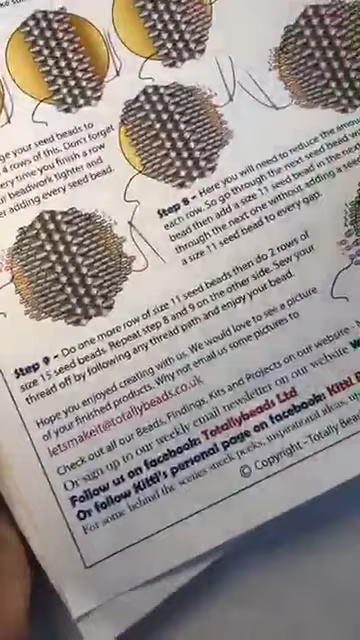 ge your seed beads to
4 rows of this. Don't forget
very time you finish a row
beadwork tighter and
r adding every seed bead.
Step 8 - Here you will need to reduce the
each row. So go through the next seed bead
bead then add a size 11 seed bead in the next
through the next one without adding a
a size 11 seed bead to every gap.
Step 9 - Do one more row of size 11 seed beads then do 2 rows of
size 15 seed beads. Repeat step 8 and 9 on the other side. Sew your
thread off by following any thread path and enjoy your bead.
Hope you enjoyed creating with us. We would love to see a picture
of your finished products. Why not email us some pictures to
letsmakeit@totallybeads.co.uk
Check out all our Beads, Findings, Kits and Projects on our website
Or sign up to our weekly email newsletter on our website
Follow us on facebook: Totallybeads Ltd
Or follow Kitti's personal page on facebook: Kitti
For some behind the scenes sneek peeks, inspirational ideas,
© Copyright - Totally